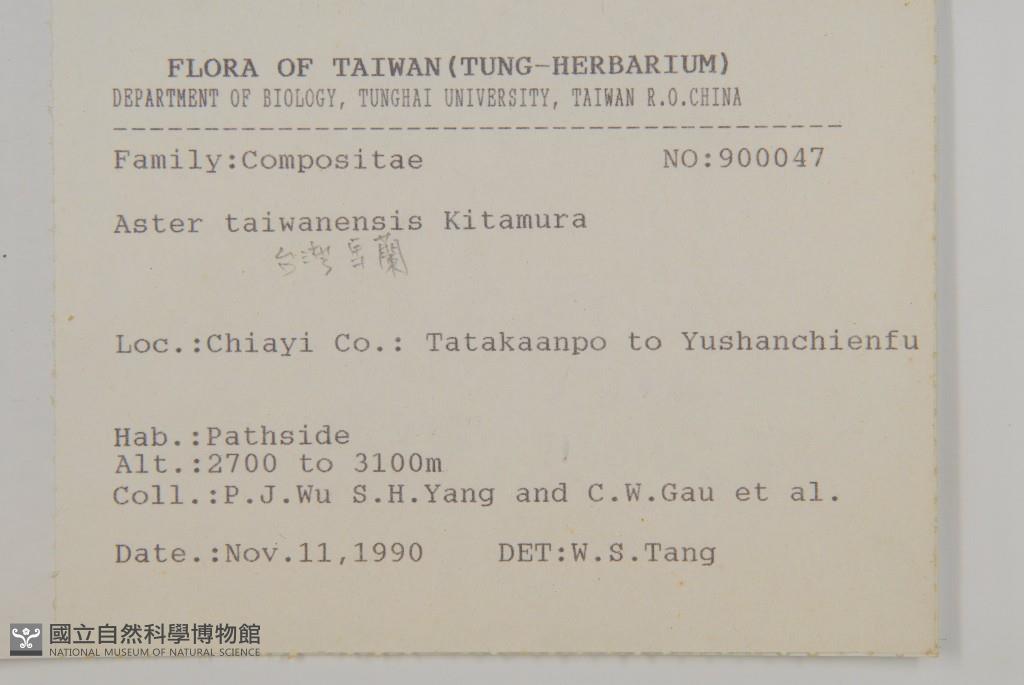 FLORA OF TAIWAN(TUNG-HERBARIUM)
DEPARTMENT OF BIOLOGY, TUNGHAI UNIVERSITY, TAIWAN R.O.CHINA
----------------------------------------
Family:Compositae NO:900047
Aster taiwanensis Kitamura
台灣馬蘭
Loc.:Chiayi Co.: Tatakaanpo to Yushanchienfu
Hab.:Pathside
Alt.:2700 to 3100m
Coll.:P.J.Wu S.H.Yang and C.W.Gau et al.
Date.:Nov.11,1990 DET:W.S.Tang
國立自然科學博物館
NATIONAL MUSEUM OF NATURAL SCIENCE